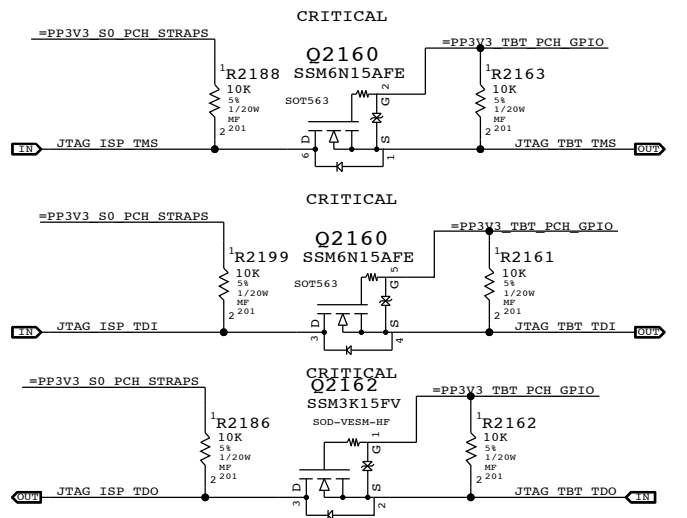 CRITICAL
=PP3V3_S0_PCH_STRAPS
=PP3V3_TBT_PCH_GPIO
Q2160
SSM6N15AFE
SOT563
1
R2188
10K
5%
1/20W
MF
2 201
G 2
1
R2163
10K
5%
1/20W
MF
2 201
IN
JTAG_ISP_TMS
6 D
S 1
JTAG_TBT_TMS
OUT
CRITICAL
=PP3V3_S0_PCH_STRAPS
=PP3V3_TBT_PCH_GPIO
Q2160
SSM6N15AFE
SOT563
1
R2199
10K
5%
1/20W
MF
2 201
G 5
1
R2161
10K
5%
1/20W
MF
2 201
IN
JTAG_ISP_TDI
3 D
S 4
JTAG_TBT_TDI
OUT
CRITICAL
=PP3V3_S0_PCH_STRAPS
=PP3V3_TBT_PCH_GPIO
Q2162
SSM3K15FV
SOD-VESM-HF
1
R2186
10K
5%
1/20W
MF
2 201
G 1
1
R2162
10K
5%
1/20W
MF
2 201
OUT
JTAG_ISP_TDO
3 D
S 2
JTAG_TBT_TDO
IN